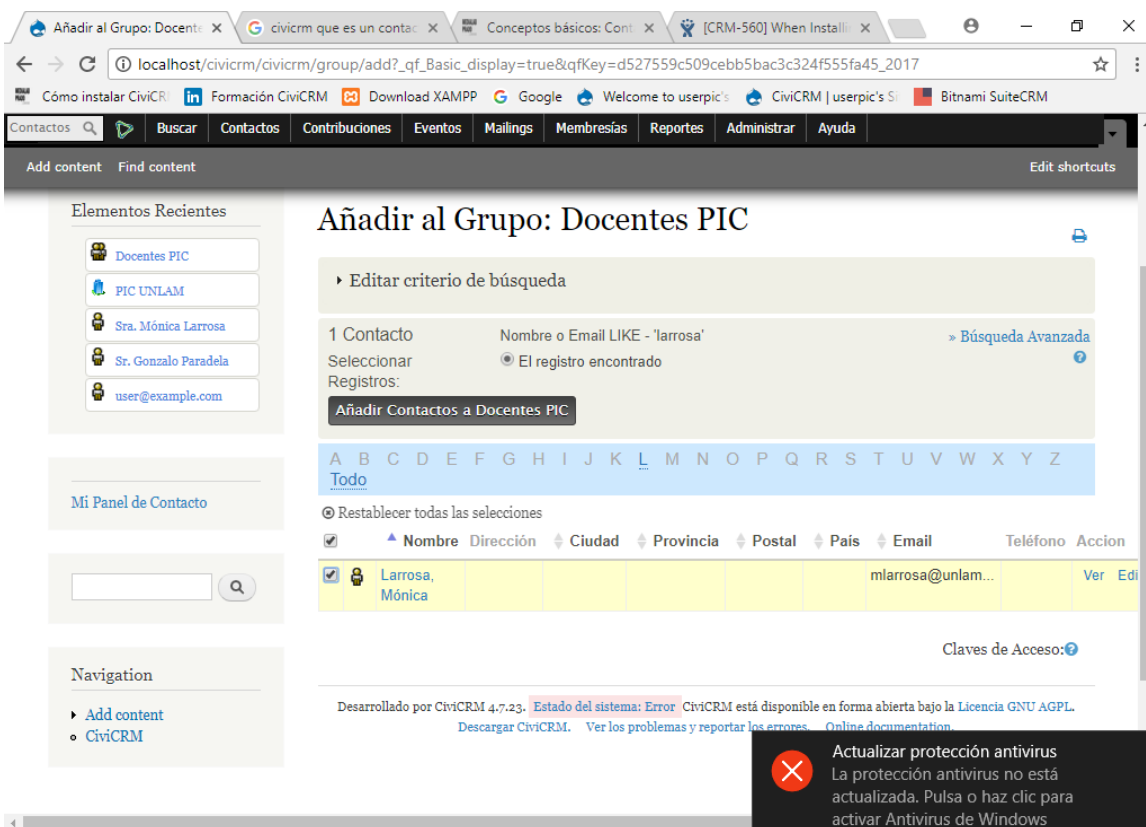 Añadir al Grupo: Docente
civicrm que es un contac
Conceptos básicos: Cont
[CRM-560] When Installin
localhost/civicrm/civicrm/group/add?_qf_Basic_display=true&qfKey=d527559c509cebb5bac3c324f555fa45_2017
Cómo instalar CiviCR
Formación CiviCRM
Download XAMPP
Google
Welcome to userpic's
CiviCRM | userpic's Si
Bitnami SuiteCRM
Contactos
Buscar
Contactos
Contribuciones
Eventos
Mailings
Membresías
Reportes
Administrar
Ayuda
Add content
Find content
Edit shortcuts
Elementos Recientes
Docentes PIC
PIC UNLAM
Sra. Mónica Larrosa
Sr. Gonzalo Paradela
user@example.com
Mi Panel de Contacto
Navigation
Add content
CiviCRM
Añadir al Grupo: Docentes PIC
Editar criterio de búsqueda
1 Contacto
Nombre o Email LIKE - 'larrosa'
» Búsqueda Avanzada
Seleccionar Registros:
El registro encontrado
Añadir Contactos a Docentes PIC
A B C D E F G H I J K L M N O P Q R S T U V W X Y Z
Todo
Restablecer todas las selecciones
Nombre Dirección Ciudad Provincia Postal País Email Teléfono Accion
Larrosa, Mónica
mlarrosa@unlam...
Ver Edi
Claves de Acceso:
Desarrollado por CiviCRM 4.7.23. Estado del sistema: Error CiviCRM está disponible en forma abierta bajo la Licencia GNU AGPL.
Descargar CiviCRM. Ver los problemas y reportar los errores. Online documentation.
Actualizar protección antivirus
La protección antivirus no está
actualizada. Pulsa o haz clic para
activar Antivirus de Windows